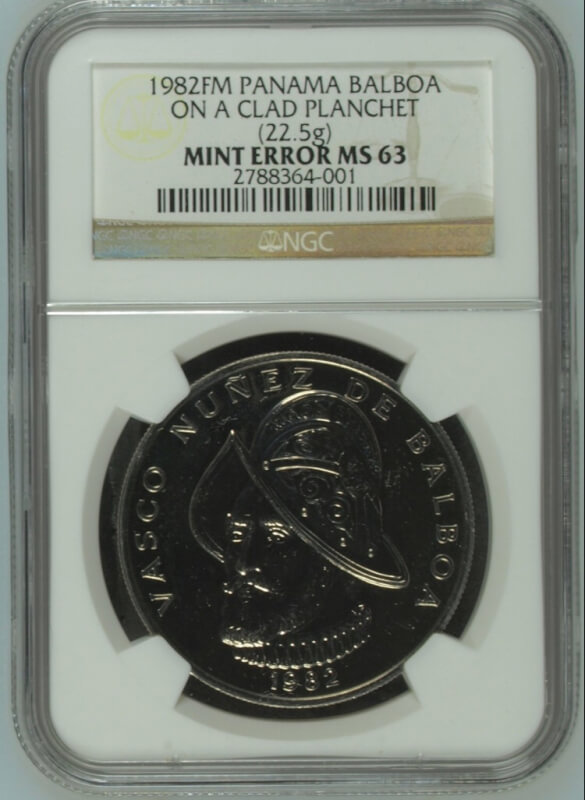 1982FM PANAMA BALBOA
ON A CLAD PLANCHET
(22.5g)
MINT ERROR MS 63
2788364-001
NGC
VASCO NUÑEZ DE BALBOA
1982